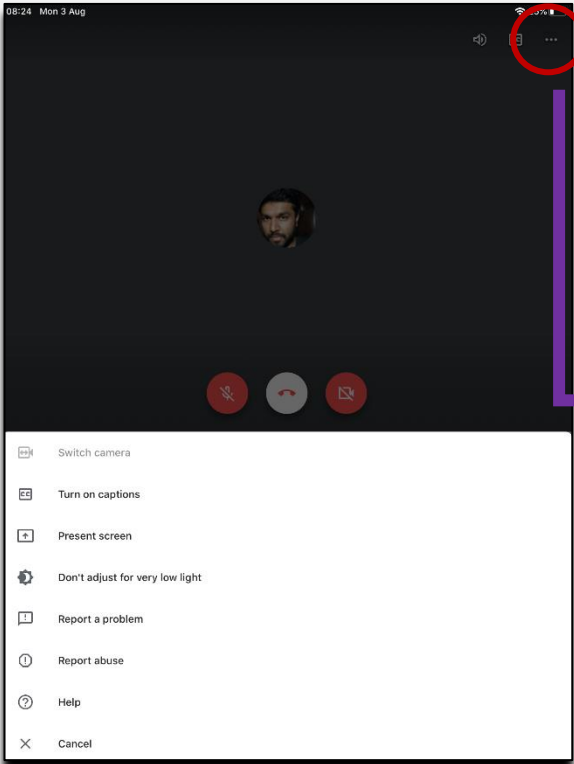 08:24 Mon 3 Aug
Switch camera
CC
Turn on captions
Present screen
Don't adjust for very low light
Report a problem
Report abuse
Help
Cancel